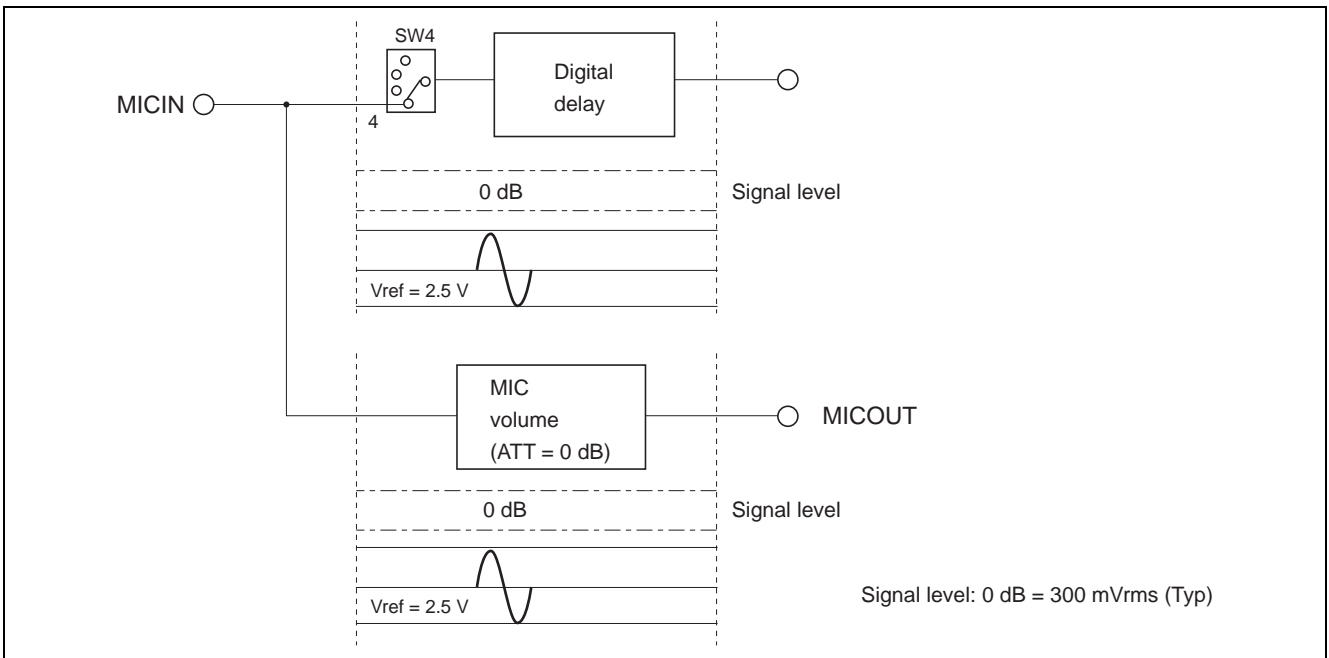 SW4
Digital
delay
MICIN
4
0 dB
Signal level
Vref = 2.5 V
MIC
volume
(ATT = 0 dB)
MICOUT
0 dB
Signal level
Vref = 2.5 V
Signal level: 0 dB = 300 mVrms (Typ)